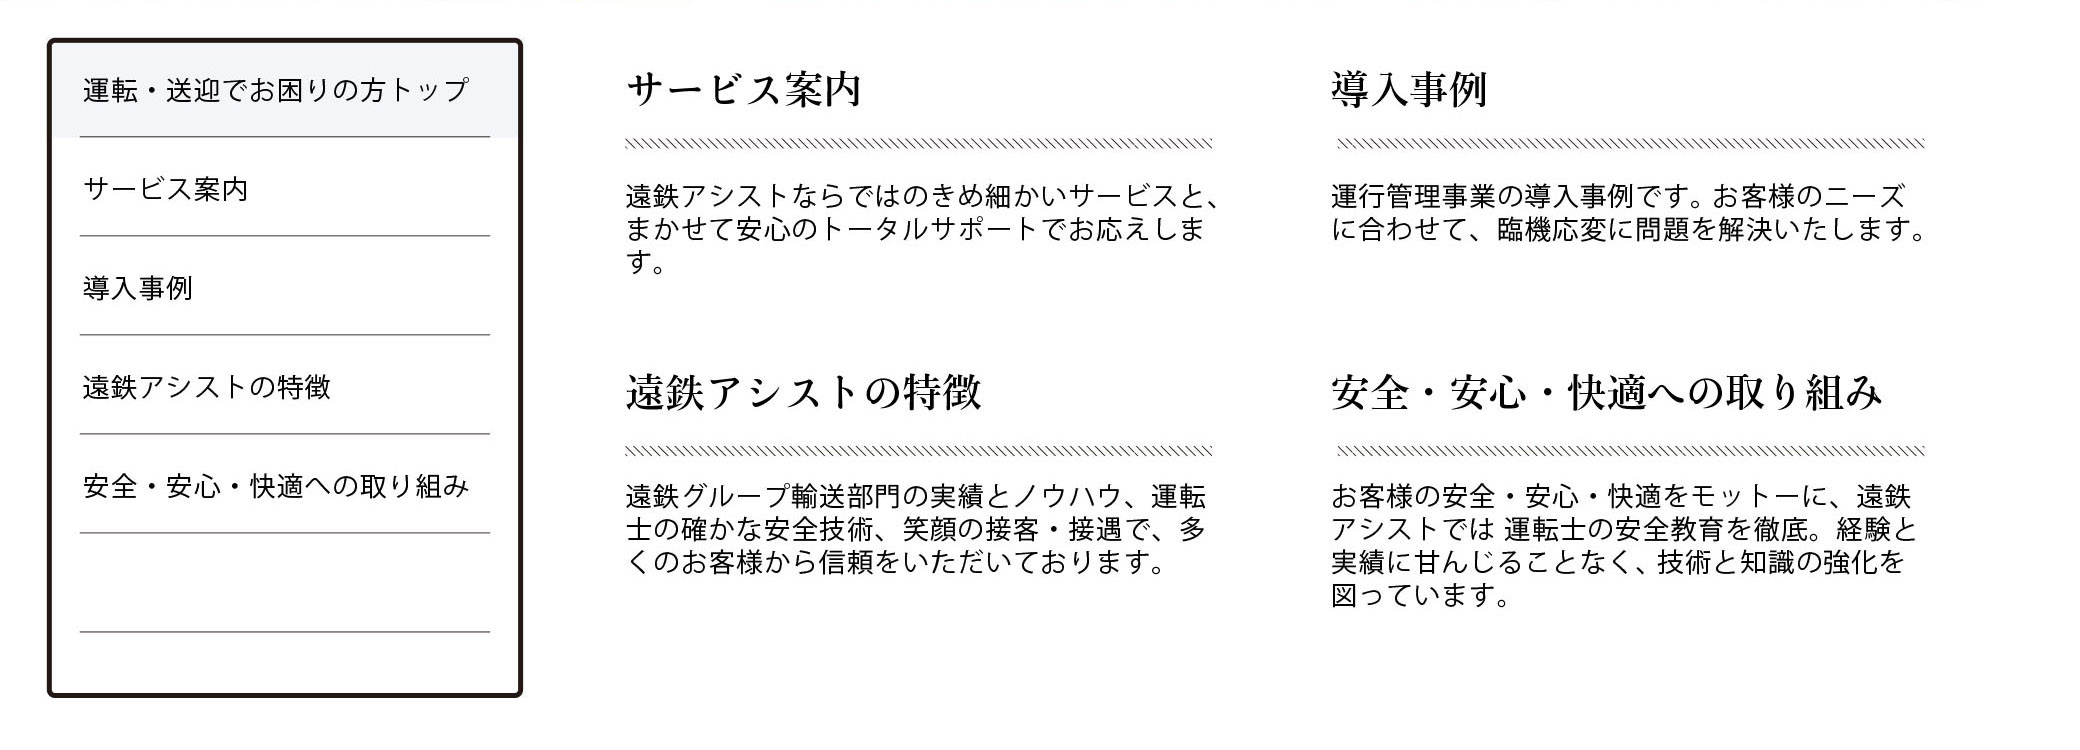 運転・送迎でお困りの方トップ
サービス案内
導入事例
遠鉄アシストの特徴
安全・安心・快適への取り組み
サービス案内
遠鉄アシストならではのきめ細かいサービスと、
まかせて安心のトータルサポートでお応えしま
す。
導入事例
運行管理事業の導入事例です。お客様のニーズ
に合わせて、臨機応変に問題を解決いたします。
遠鉄アシストの特徴
遠鉄グループ輸送部門の実績とノウハウ、運転
士の確かな安全技術、笑顔の接客・接遇で、多
くのお客様から信頼をいただいております。
安全・安心・快適への取り組み
お客様の安全・安心・快適をモットーに、遠鉄
アシストでは 運転士の安全教育を徹底。経験と
実績に甘んじることなく、技術と知識の強化を
図っています。